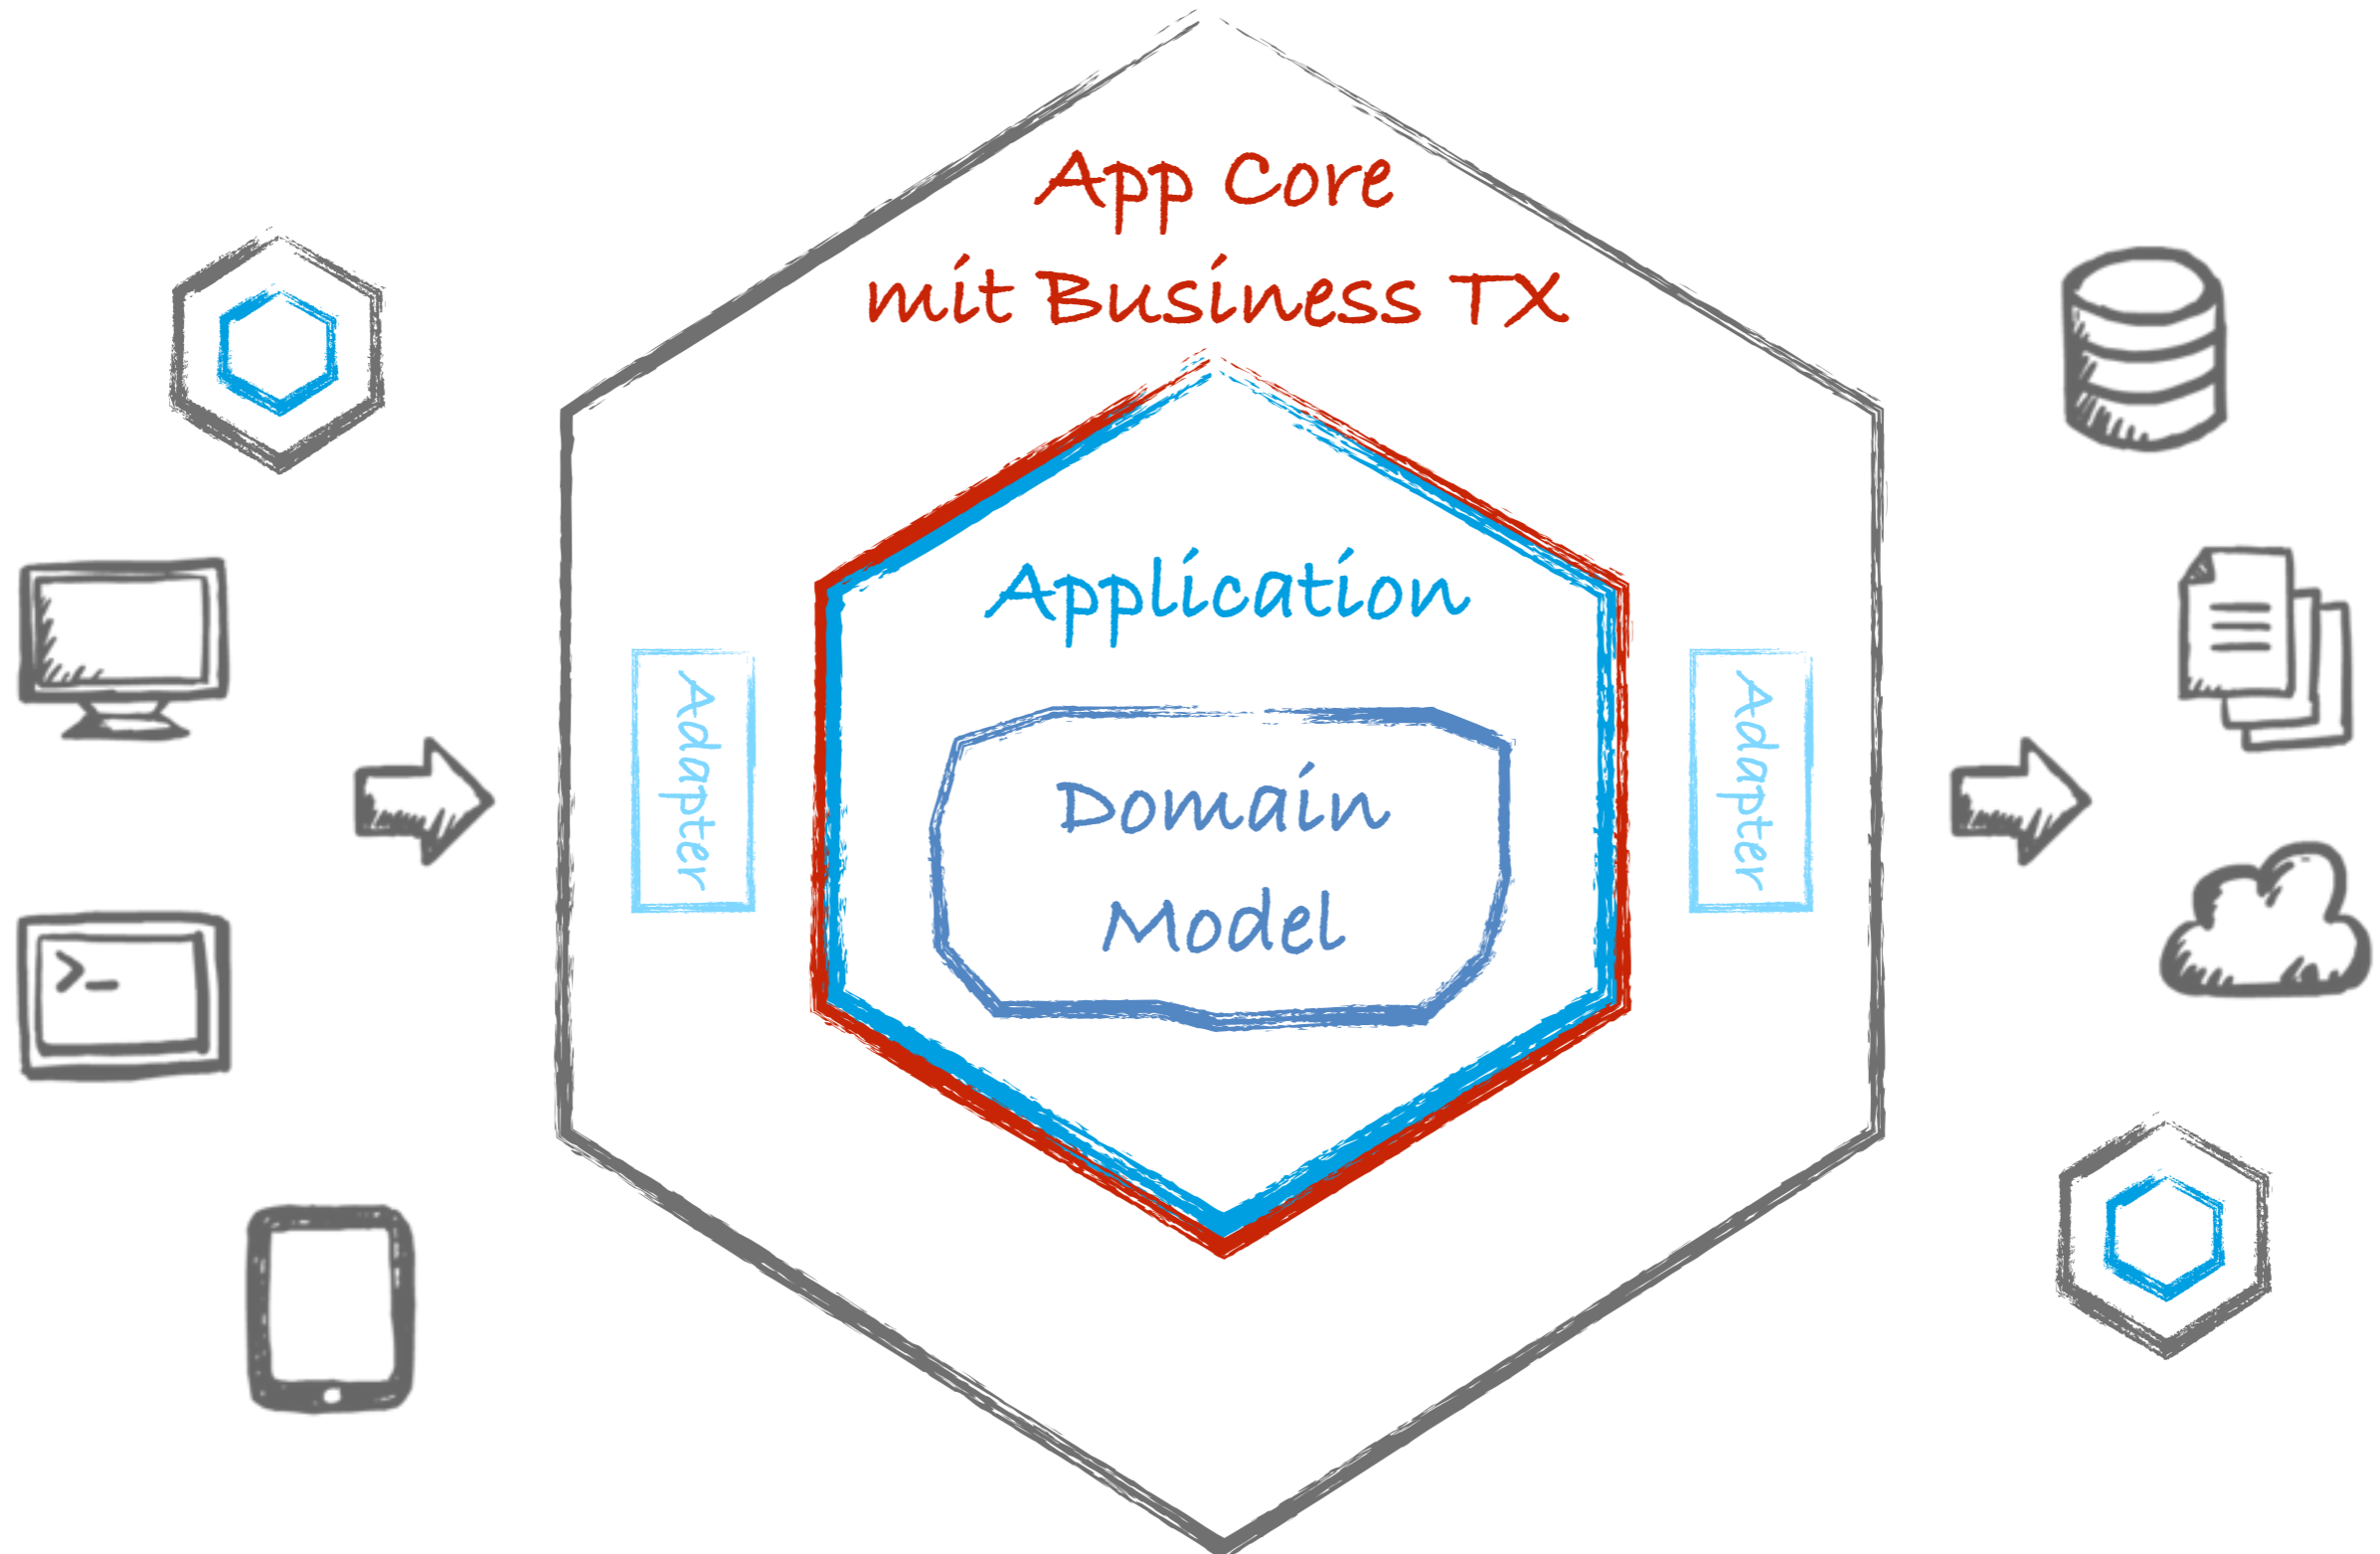 App Core
mit Business TX
Application
Adapter
Domain
Model
Adapter
>_